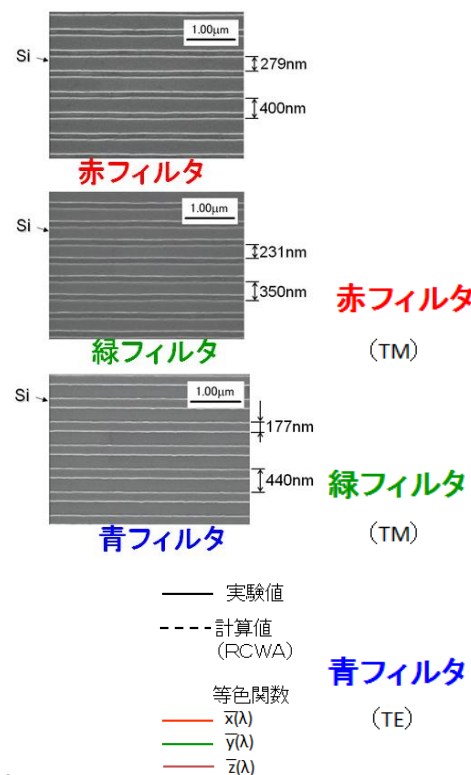 1.00μm
Si
279nm
400nm
赤フィルタ
1.00μm
Si
231nm
350nm
緑フィルタ
赤フィルタ
(TM)
1.00μm
Si
177nm
440nm
青フィルタ
緑フィルタ
(TM)
実験値
計算値
(RCWA)
等色関数
x̅(λ)
y̅(λ)
z̅(λ)
青フィルタ
(TE)